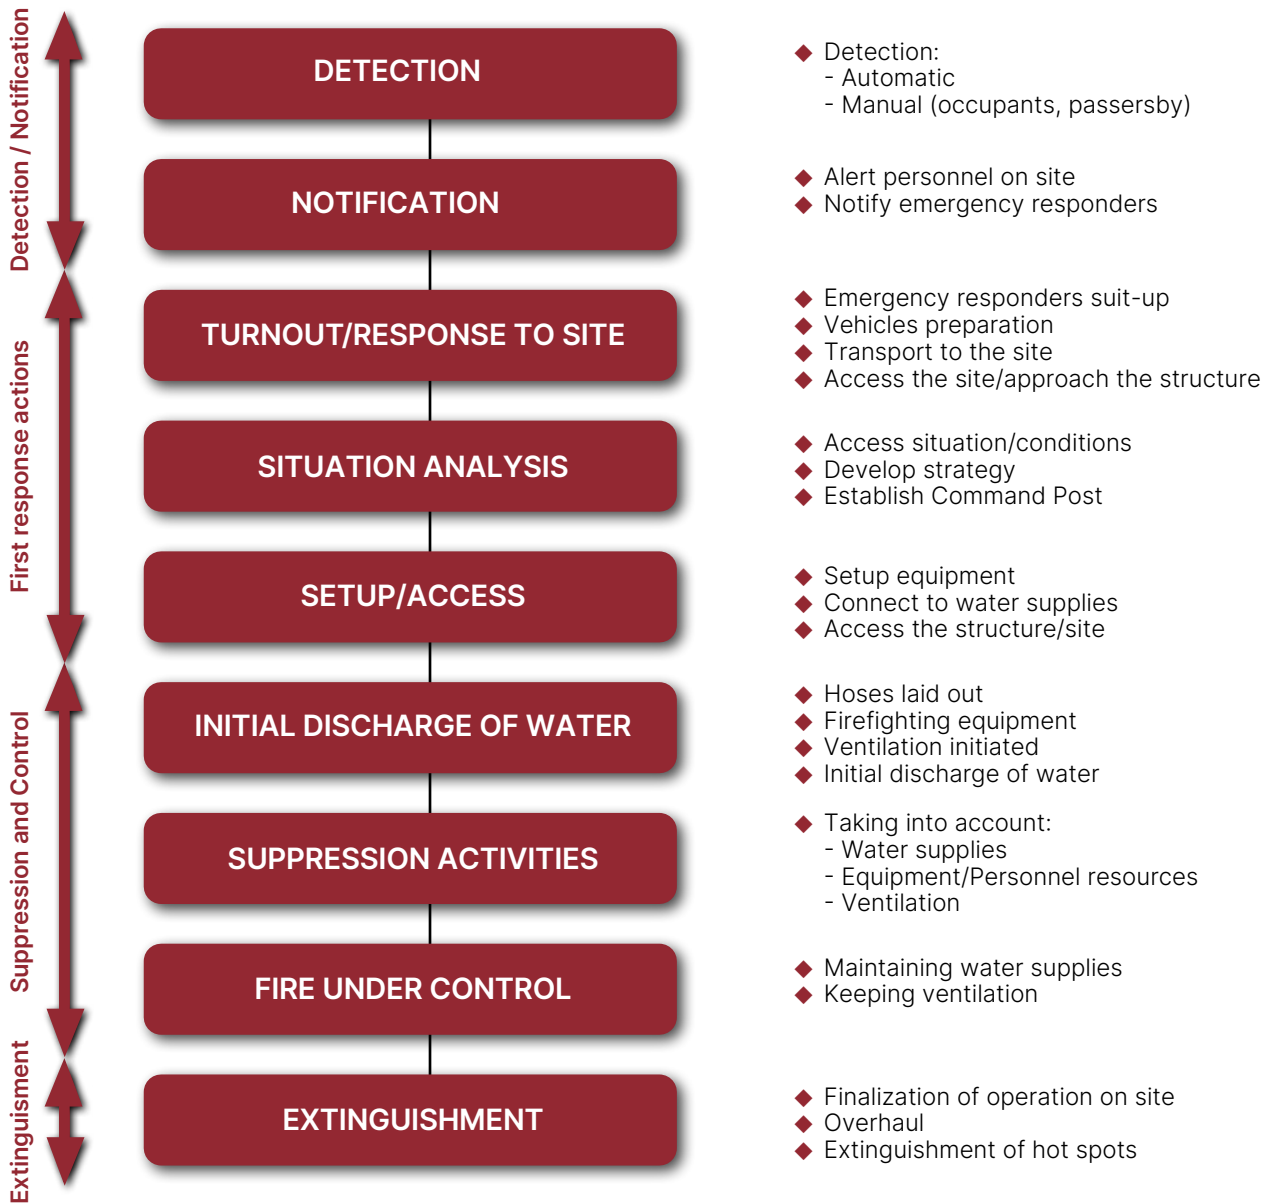 Detection / Notification
DETECTION
◆ Detection:
- Automatic
- Manual (occupants, passersby)
NOTIFICATION
◆ Alert personnel on site
◆ Notify emergency responders
First response actions
TURNOUT/RESPONSE TO SITE
◆ Emergency responders suit-up
◆ Vehicles preparation
◆ Transport to the site
◆ Access the site/approach the structure
SITUATION ANALYSIS
◆ Access situation/conditions
◆ Develop strategy
◆ Establish Command Post
SETUP/ACCESS
◆ Setup equipment
◆ Connect to water supplies
◆ Access the structure/site
Suppression and Control
INITIAL DISCHARGE OF WATER
◆ Hoses laid out
◆ Firefighting equipment
◆ Ventilation initiated
◆ Initial discharge of water
SUPPRESSION ACTIVITIES
◆ Taking into account:
- Water supplies
- Equipment/Personnel resources
- Ventilation
FIRE UNDER CONTROL
◆ Maintaining water supplies
◆ Keeping ventilation
Extinguisment
EXTINGUISHMENT
◆ Finalization of operation on site
◆ Overhaul
◆ Extinguishment of hot spots